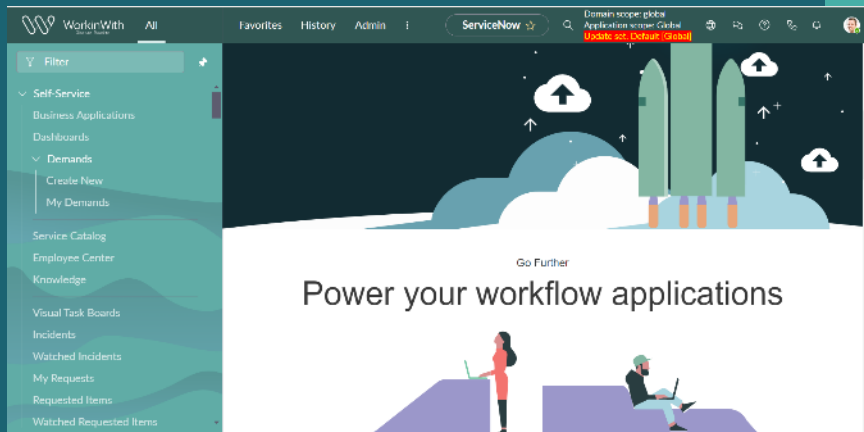 WorkinWith
All
Favorites
History
Admin
ServiceNow
Domain scope: global
Application scope: Global
Update set: Default [Global]
Filter
Self-Service
Business Applications
Dashboards
Demands
Create New
My Demands
Service Catalog
Employee Center
Knowledge
Visual Task Boards
Incidents
Watched Incidents
My Requests
Requested Items
Watched Requested Items
Go Further
Power your workflow applications